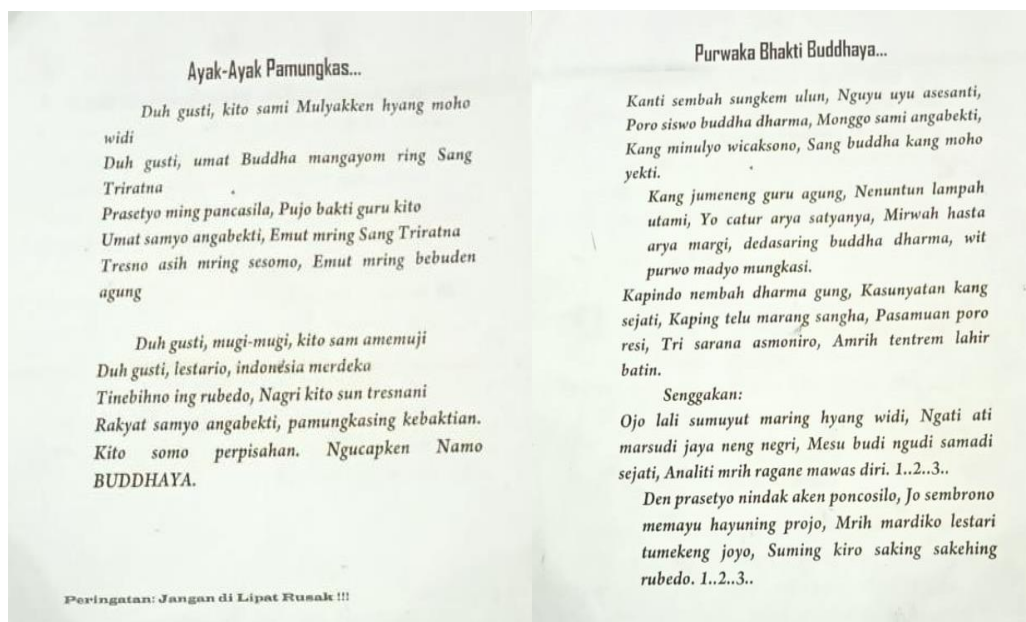 Ayak-Ayak Pamungkas...
Duh gusti, kito sami Mulyakken hyang moho
widi
Duh gusti, umat Buddha mangayom ring Sang
Triratna
Prasetyo ming pancasila, Pujo bakti guru kito
Umat samyo angabekti, Emut mring Sang Triratna
Tresno asih mring sesomo, Emut mring bebuden
agung
Duh gusti, mugi-mugi, kito sam amemuji
Duh gusti, lestario, indonesia merdeka
Tinebihno ing rubedo, Nagri kito sun tresnani
Rakyat samyo angabekti, pamungkasing kebaktian.
Kito somo perpisahan. Ngucapken Namo
BUDDHAYA.
Peringatan: Jangan di Lipat Rusak !!!
Purwaka Bhakti Buddhaya...
Kanti sembah sungkem ulun, Nguyu uyu asesanti,
Poro siswo buddha dharma, Monggo sami angabekti,
Kang minulyo wicaksono, Sang buddha kang moho
yekti.
Kang jumeneng guru agung, Nenuntun lampah
utami, Yo catur arya satyanya, Mirwah hasta
arya margi, dedasaring buddha dharma, wit
purwo madyo mungkasi.
Kapindo nembah dharma gung, Kasunyatan kang
sejati, Kaping telu marang sangha, Pasamuan poro
resi, Tri sarana asmoniro, Amrih tentrem lahir
batin.
Senggakan:
Ojo lali sumuyut maring hyang widi, Ngati ati
marsudi jaya neng negri, Mesu budi ngudi samadi
sejati, Analiti mrih ragane mawas diri. 1..2..3..
Den prasetyo nindak aken poncosilo, Jo sembrono
memayu hayuning projo, Mrih mardiko lestari
tumekeng joyo, Suming kiro saking sakehing
rubedo. 1..2..3..